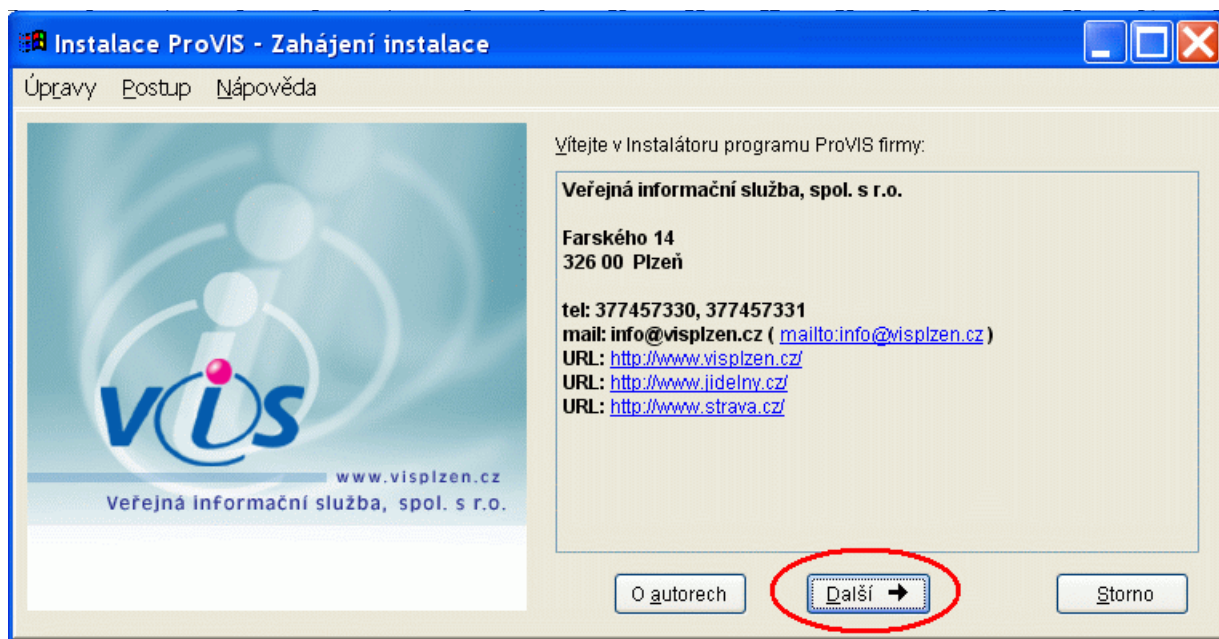 Instalace ProVIS - Zahájení instalace
Úpravy Postup Nápověda
Vítejte v Instalátoru programu ProVIS firmy:
Veřejná informační služba, spol. s r.o.
Farského 14
326 00 Plzeň
tel: 377457330, 377457331
mail: info@visplzen.cz ( mailto:info@visplzen.cz )
URL: http://www.visplzen.cz/
URL: http://www.jidelny.cz/
URL: http://www.strava.cz/
vis
www.visplzen.cz
Veřejná informační služba, spol. s r.o.
O autorech Další Storno